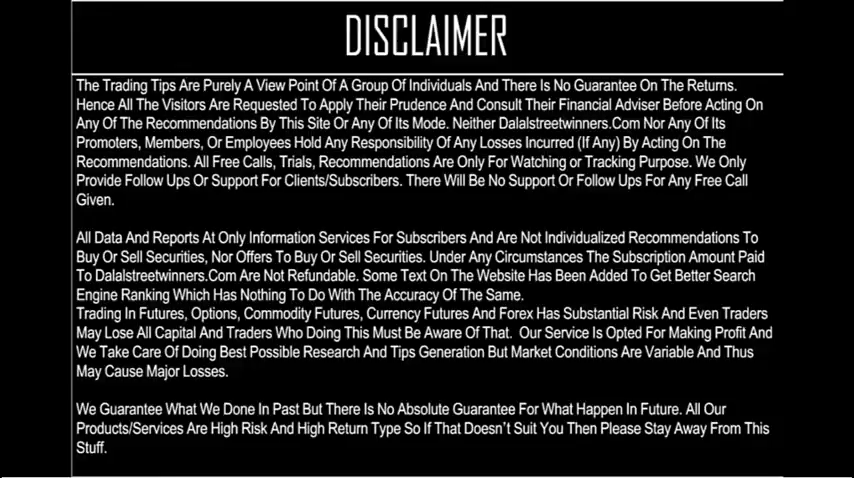 DISCLAIMER
The Trading Tips Are Purely A View Point Of A Group Of Individuals And There Is No Guarantee On The Returns.
Hence All The Visitors Are Requested To Apply Their Prudence And Consult Their Financial Adviser Before Acting On
Any Of The Recommendations By This Site Or Any Of Its Mode. Neither Dalalstreetwinners.Com Nor Any Of Its
Promoters, Members, Or Employees Hold Any Responsibility Of Any Losses Incurred (If Any) By Acting On The
Recommendations. All Free Calls, Trials, Recommendations Are Only For Watching or Tracking Purpose. We Only
Provide Follow Ups Or Support For Clients/Subscribers. There Will Be No Support Or Follow Ups For Any Free Call
Given.
All Data And Reports At Only Information Services For Subscribers And Are Not Individualized Recommendations To
Buy Or Sell Securities, Nor Offers To Buy Or Sell Securities. Under Any Circumstances The Subscription Amount Paid
To Dalalstreetwinners.Com Are Not Refundable. Some Text On The Website Has Been Added To Get Better Search
Engine Ranking Which Has Nothing To Do With The Accuracy Of The Same.
Trading In Futures, Options, Commodity Futures, Currency Futures And Forex Has Substantial Risk And Even Traders
May Lose All Capital And Traders Who Doing This Must Be Aware Of That. Our Service Is Opted For Making Profit And
We Take Care Of Doing Best Possible Research And Tips Generation But Market Conditions Are Variable And Thus
May Cause Major Losses.
We Guarantee What We Done In Past But There Is No Absolute Guarantee For What Happen In Future. All Our
Products/Services Are High Risk And High Return Type So If That Doesn't Suit You Then Please Stay Away From This
Stuff.